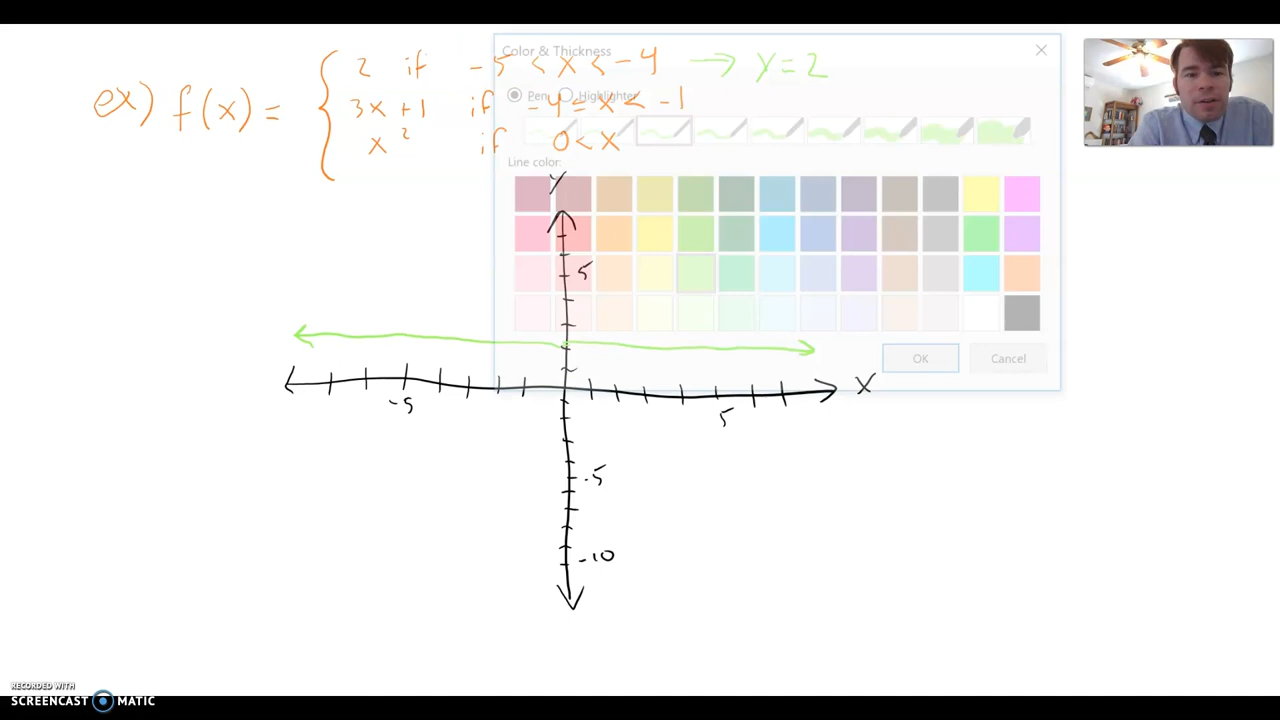 Color & Thickness
ex) f(x) = { 2 if -5 < x < -4 → y = 2
3x + 1 if -4 ≤ x < -1
x² if 0 < x
Pen Highlighter
Line color:
y
5
OK Cancel
x
-5
5
-5
-10
RECORDED WITH
SCREENCAST MATIC